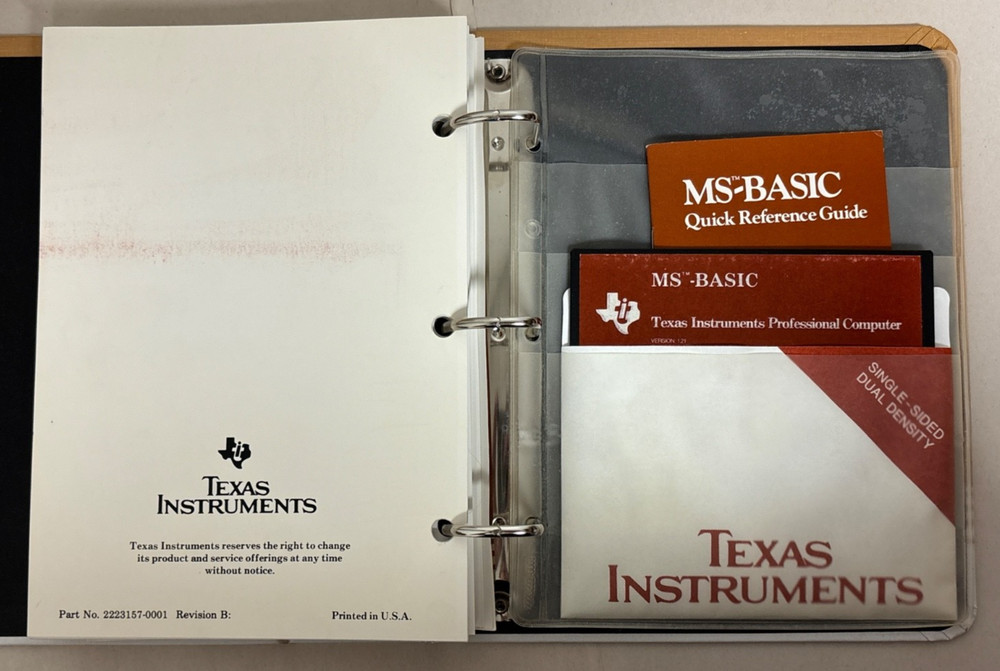 TEXAS
INSTRUMENTS
Texas Instruments reserves the right to change
its product and service offerings at any time
without notice.
Part No. 2223157-0001 Revision B: Printed in U.S.A.
MS™-BASIC
Quick Reference Guide
MS™-BASIC
Texas Instruments Professional Computer
VERSION
SINGLE-SIDED
DUAL DENSITY
TEXAS
INSTRUMENTS